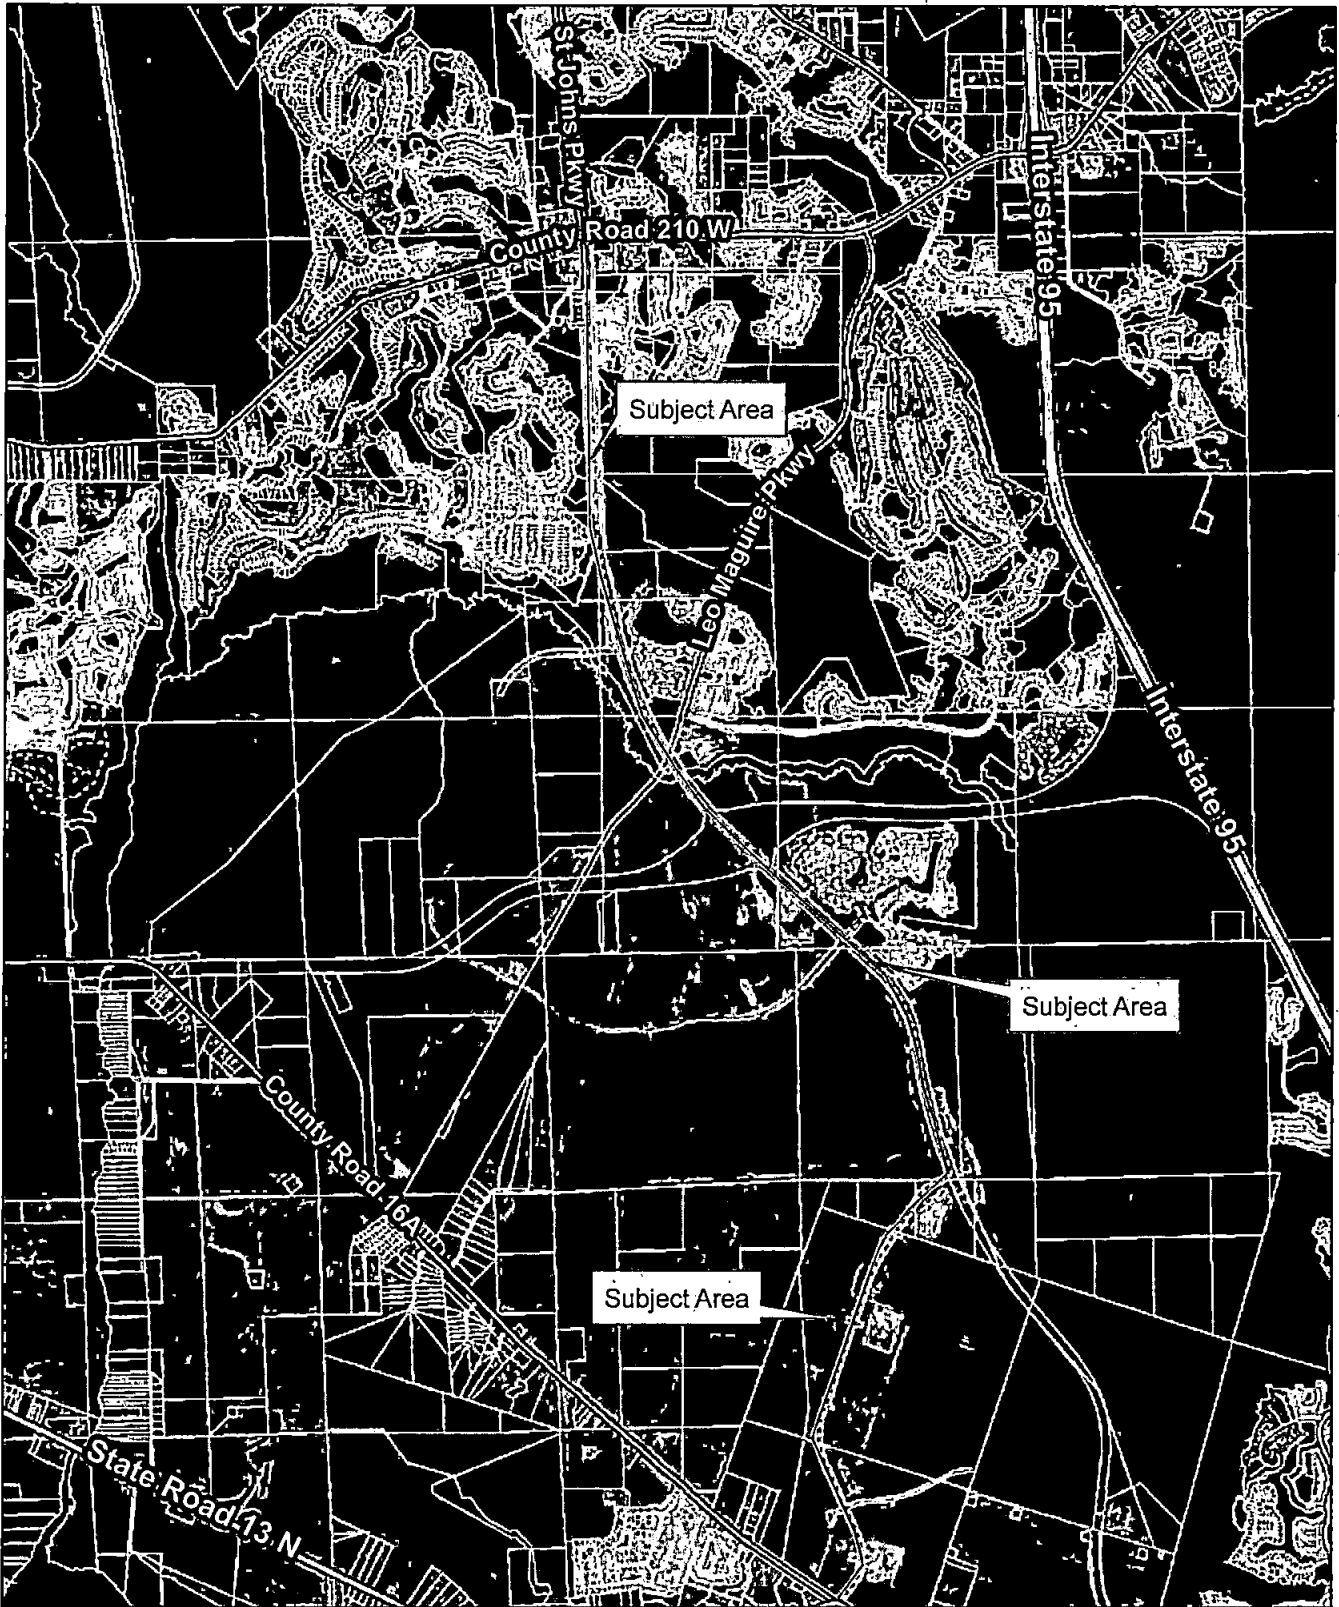 St Johns Pkwy
Interstate 95
County Road 210 W
Subject Area
Leo Maguire Pkwy
Interstate 95
Subject Area
County Road 16A
Subject Area
State Road 13 N